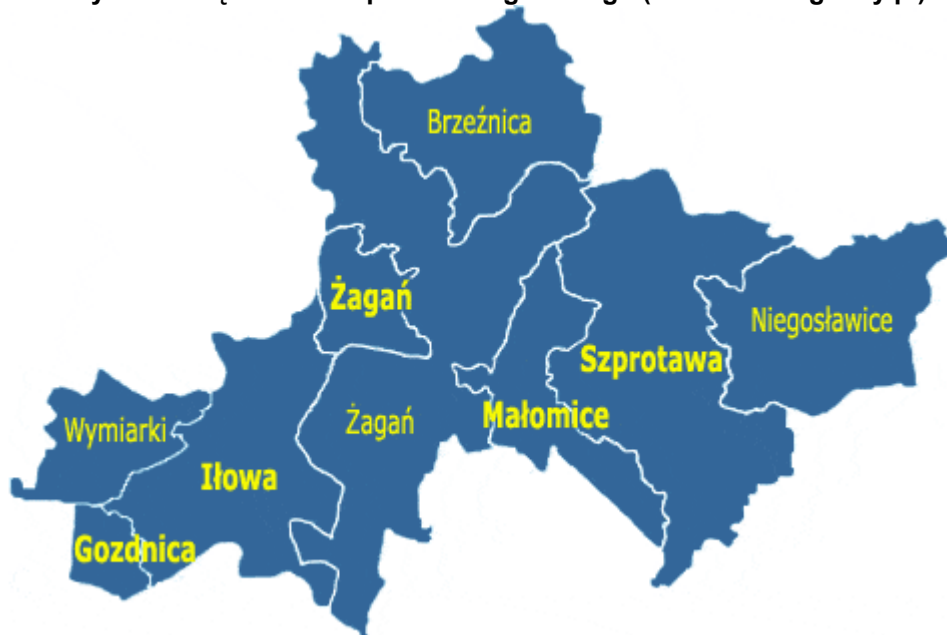 Brzeźnica
Żagań
Niegosławice
Szprotawa
Żagań
Małomice
Wymiarki
Iłowa
Gozdnica